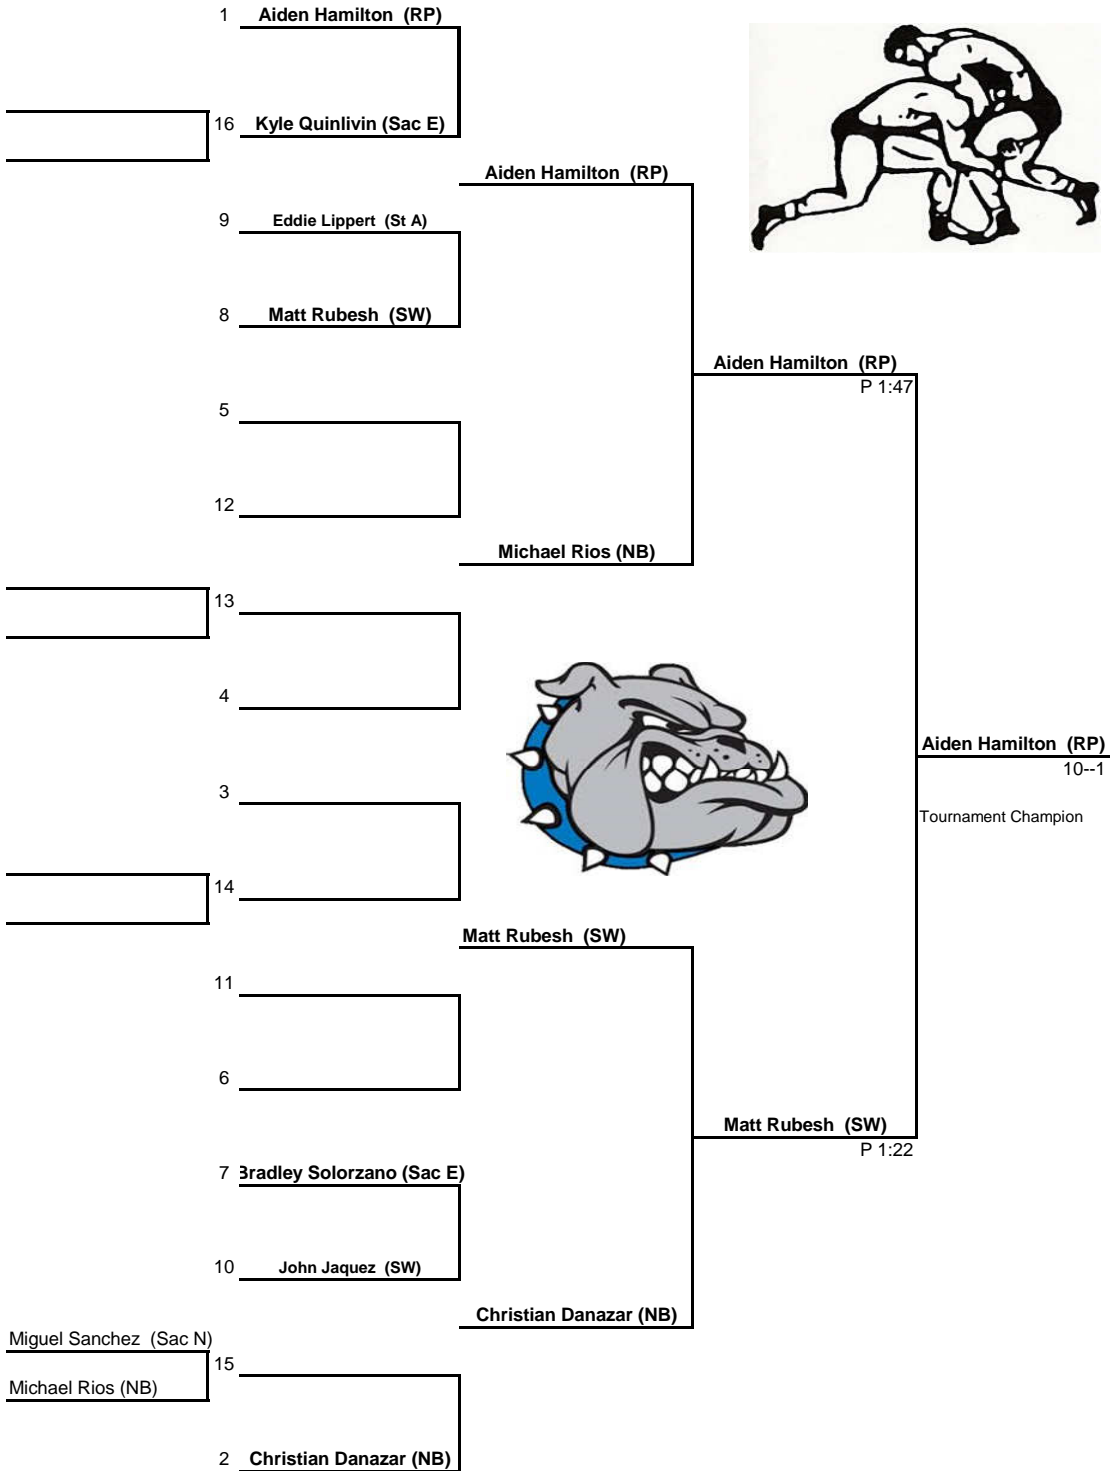 1 Aiden Hamilton (RP)
16 Kyle Quinlivin (Sac E)
Aiden Hamilton (RP)
9 Eddie Lippert (St A)
8 Matt Rubesh (SW)
Aiden Hamilton (RP)
P 1:47
5
12
Michael Rios (NB)
13
4
Aiden Hamilton (RP)
10--1
3
Tournament Champion
14
Matt Rubesh (SW)
11
6
Matt Rubesh (SW)
P 1:22
7 Bradley Solorzano (Sac E)
10 John Jaquez (SW)
Christian Danazar (NB)
Miguel Sanchez (Sac N)
15
Michael Rios (NB)
2 Christian Danazar (NB)